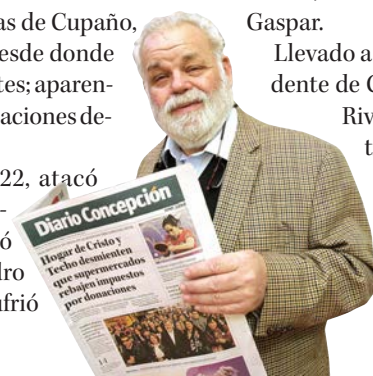 as de Cupaño,
esde donde
tes; aparen-
aciones de-
22, atacó
-
ó
dro
ufrió
Gaspar.
Llevado a
dente de C
Riv
t
Diario Concepción
Hogar de Cristo y
Techo desmienten
que supermercados
rebajen impuestos
por donaciones